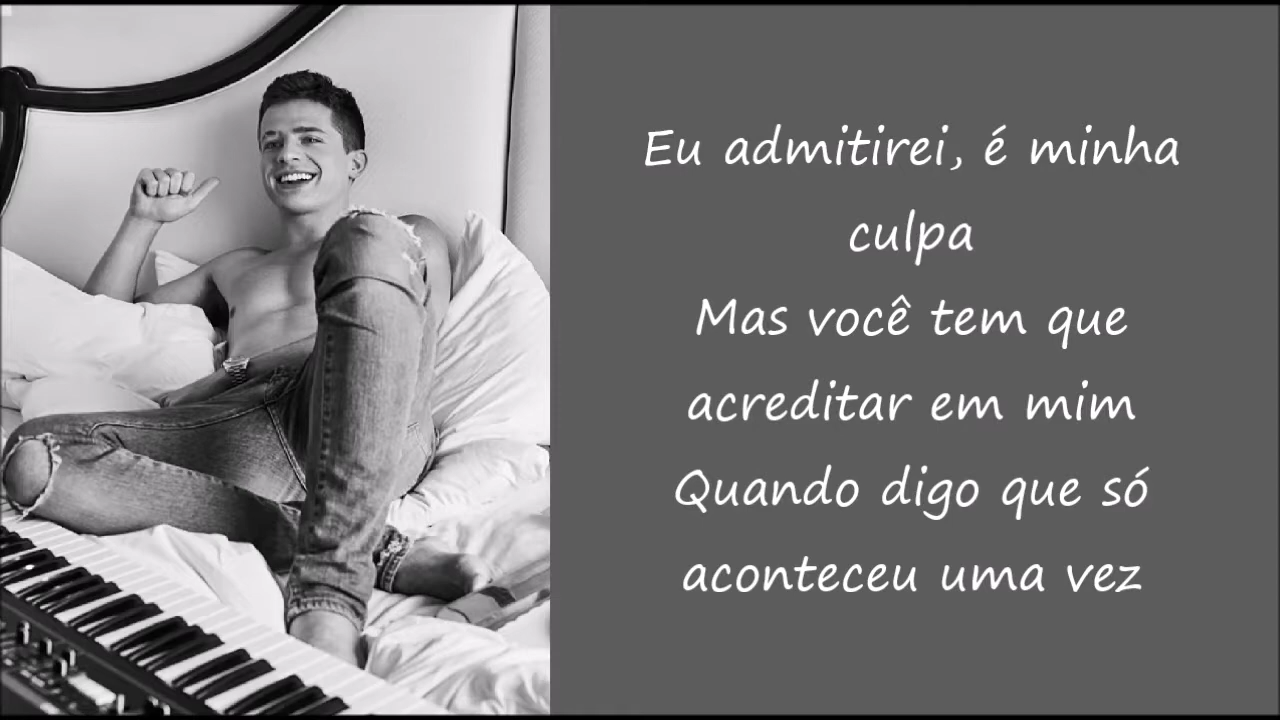 Eu admitirei, é minha
culpa
Mas você tem que
acreditar em mim
Quando digo que só
aconteceu uma vez